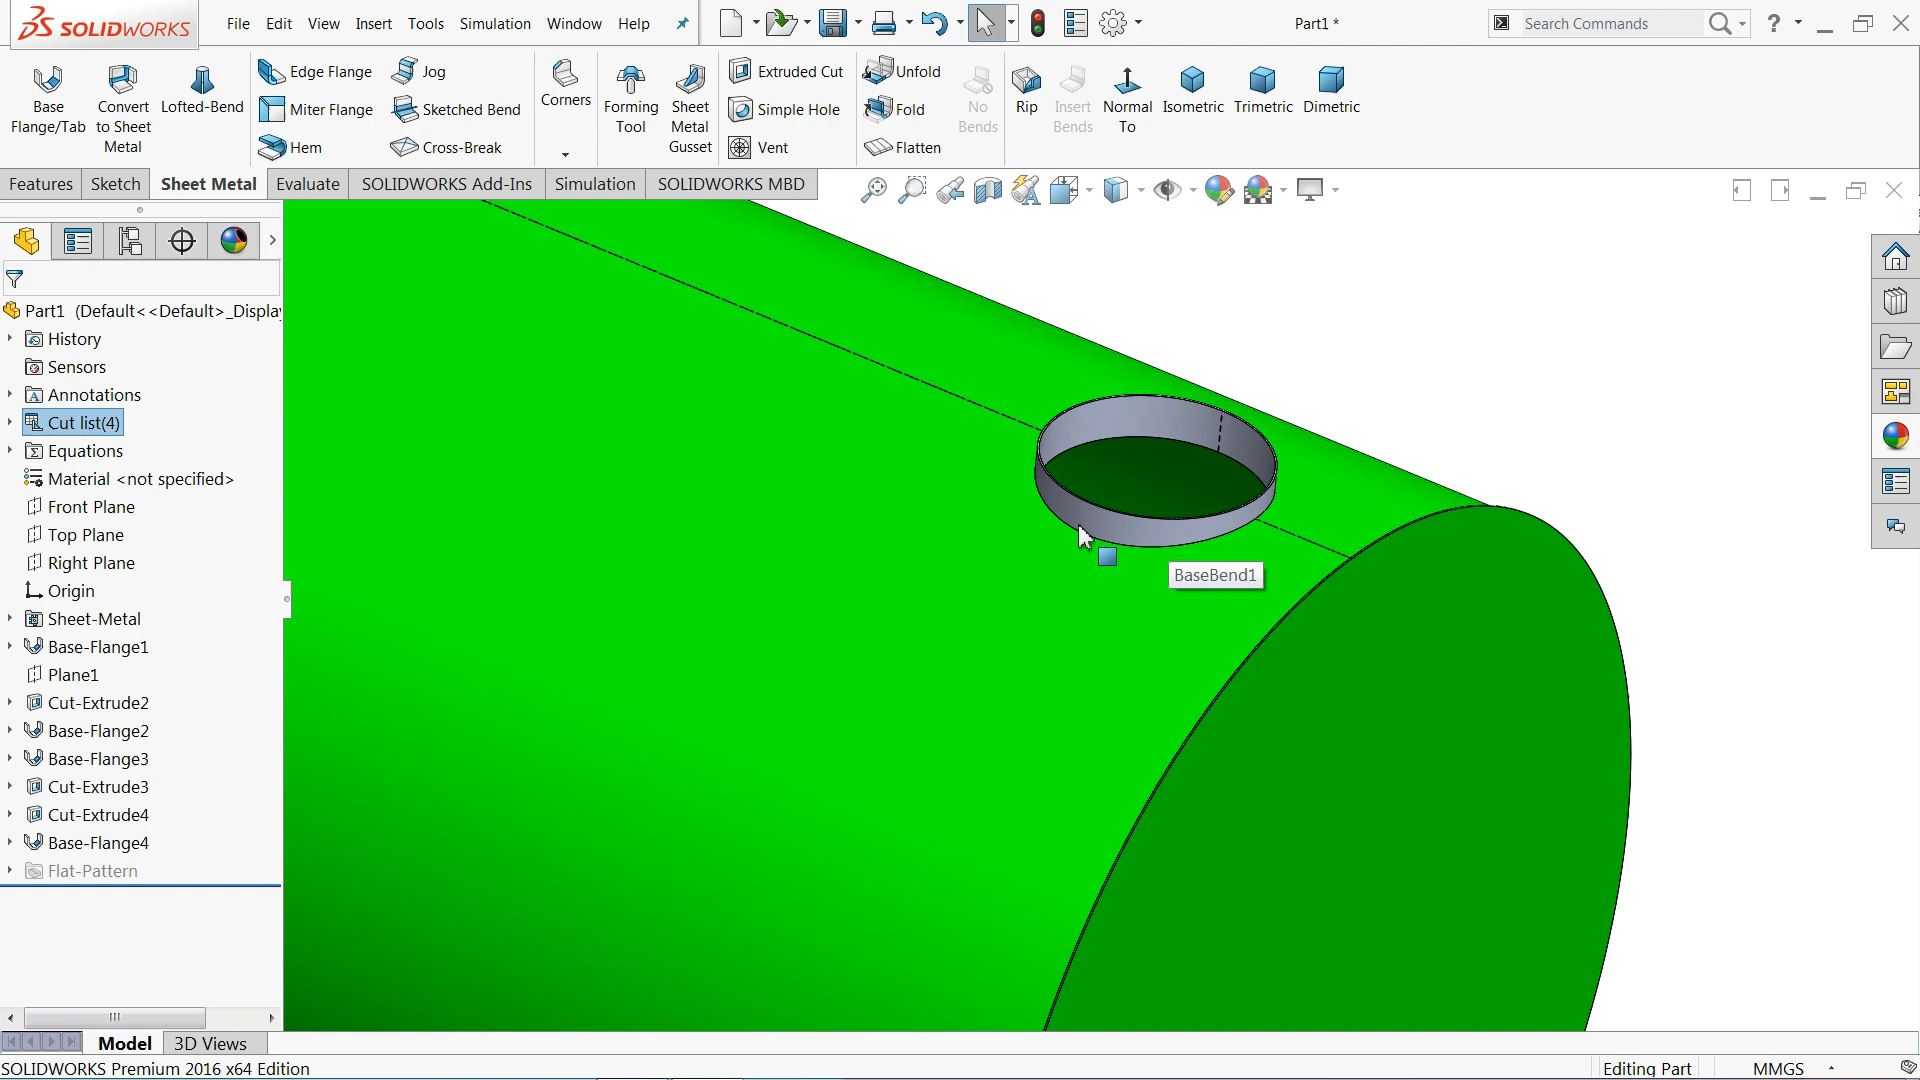 SOLIDWORKS File Edit View Insert Tools Simulation Window Help Part1 * Search Commands ?
Base Flange/Tab
Convert to Sheet Metal
Lofted-Bend
Edge Flange
Miter Flange
Hem
Jog
Sketched Bend
Cross-Break
Corners
Forming Tool
Sheet Metal Gusset
Extruded Cut
Simple Hole
Vent
Unfold
Fold
Flatten
No Bends
Rip
Insert Bends
Normal To
Isometric
Trimetric
Dimetric
Features Sketch Sheet Metal Evaluate SOLIDWORKS Add-Ins Simulation SOLIDWORKS MBD
Part1 (Default<<Default>_Displa
History
Sensors
Annotations
Cut list(4)
Equations
Material <not specified>
Front Plane
Top Plane
Right Plane
Origin
Sheet-Metal
Base-Flange1
Plane1
Cut-Extrude2
Base-Flange2
Base-Flange3
Cut-Extrude3
Cut-Extrude4
Base-Flange4
Flat-Pattern
BaseBend1
Model 3D Views
SOLIDWORKS Premium 2016 x64 Edition Editing Part MMGS